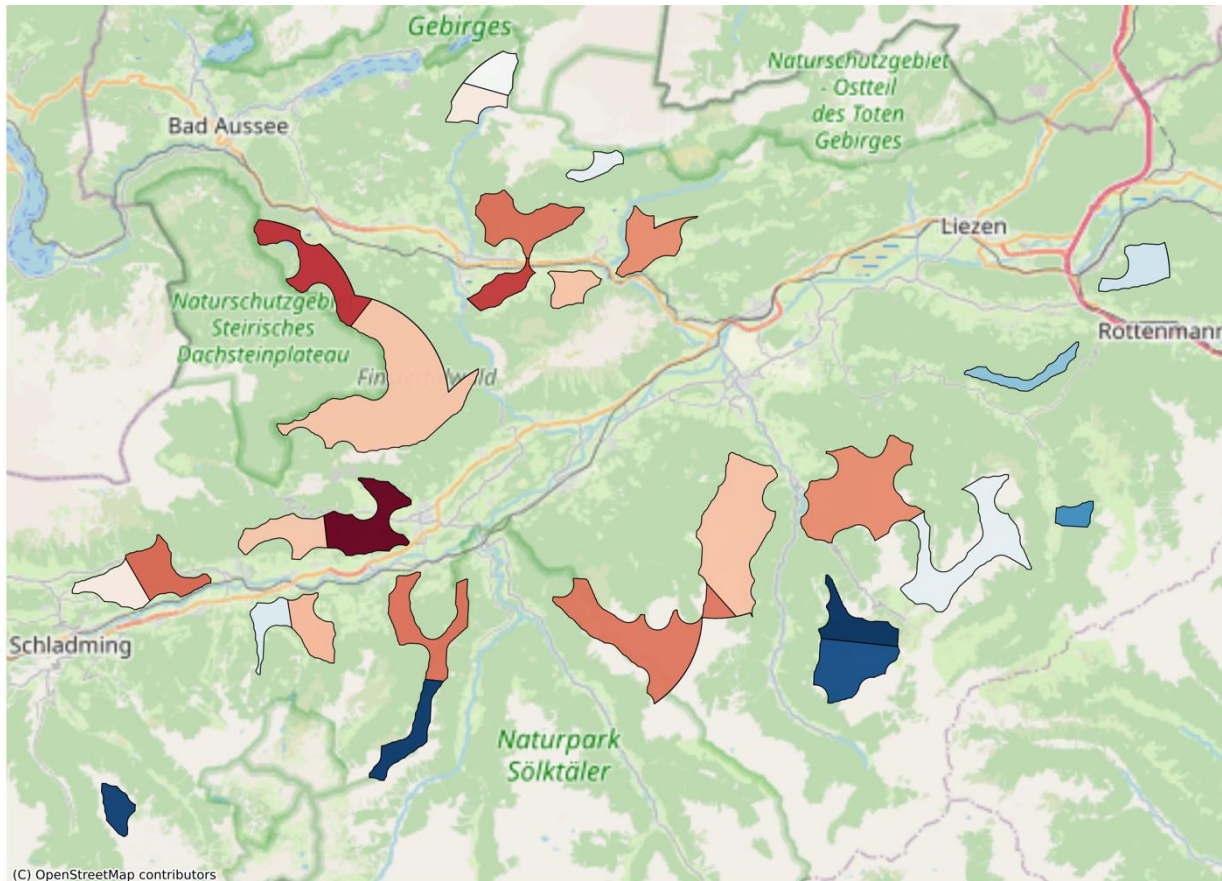 Gebirges
Naturschutzgebiet
- Ostteil
des Toten
Gebirges
Bad Aussee
Liezen
Naturschutzgebi
Steirisches
Dachsteinplateau
Rottenmann
Schladming
Naturpark
Sölktäler
(C) OpenStreetMap contributors